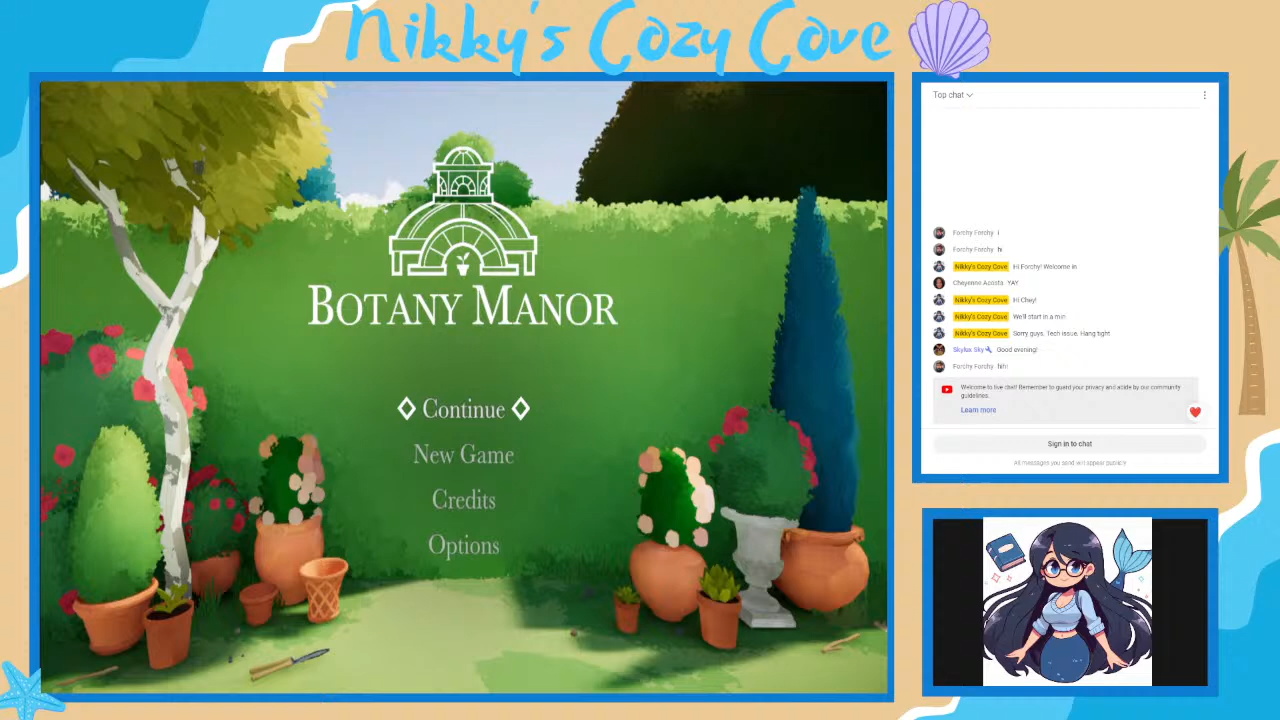 Nikky's Cozy Cove
BOTANY MANOR
Continue
New Game
Credits
Options
Top chat
Forchy Forchy i
Forchy Forchy hi
Nikky's Cozy Cove Hi Forchy! Welcome in
Cheyenne Acosta YAY
Nikky's Cozy Cove Hi Chey!
Nikky's Cozy Cove We'll start in a min
Nikky's Cozy Cove Sorry guys. Tech issue. Hang tight
Skylux Sky Good evening!
Forchy Forchy hih!
Welcome to live chat! Remember to guard your privacy and abide by our community
guidelines.
Learn more
Sign in to chat
All messages you send will appear publicly